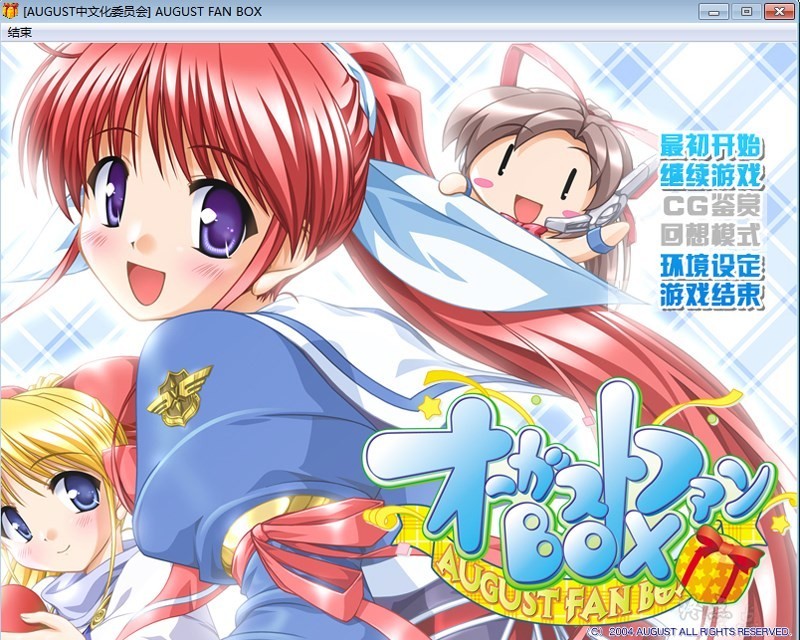 [AUGUST中文化委员会] AUGUST FAN BOX
结束
最初开始
继续游戏
CG鉴赏
回想模式
环境设定
游戏结束
オーガストファン
BOX
AUGUST FAN BOX
(C) 2004 AUGUST ALL RIGHTS RESERVED.